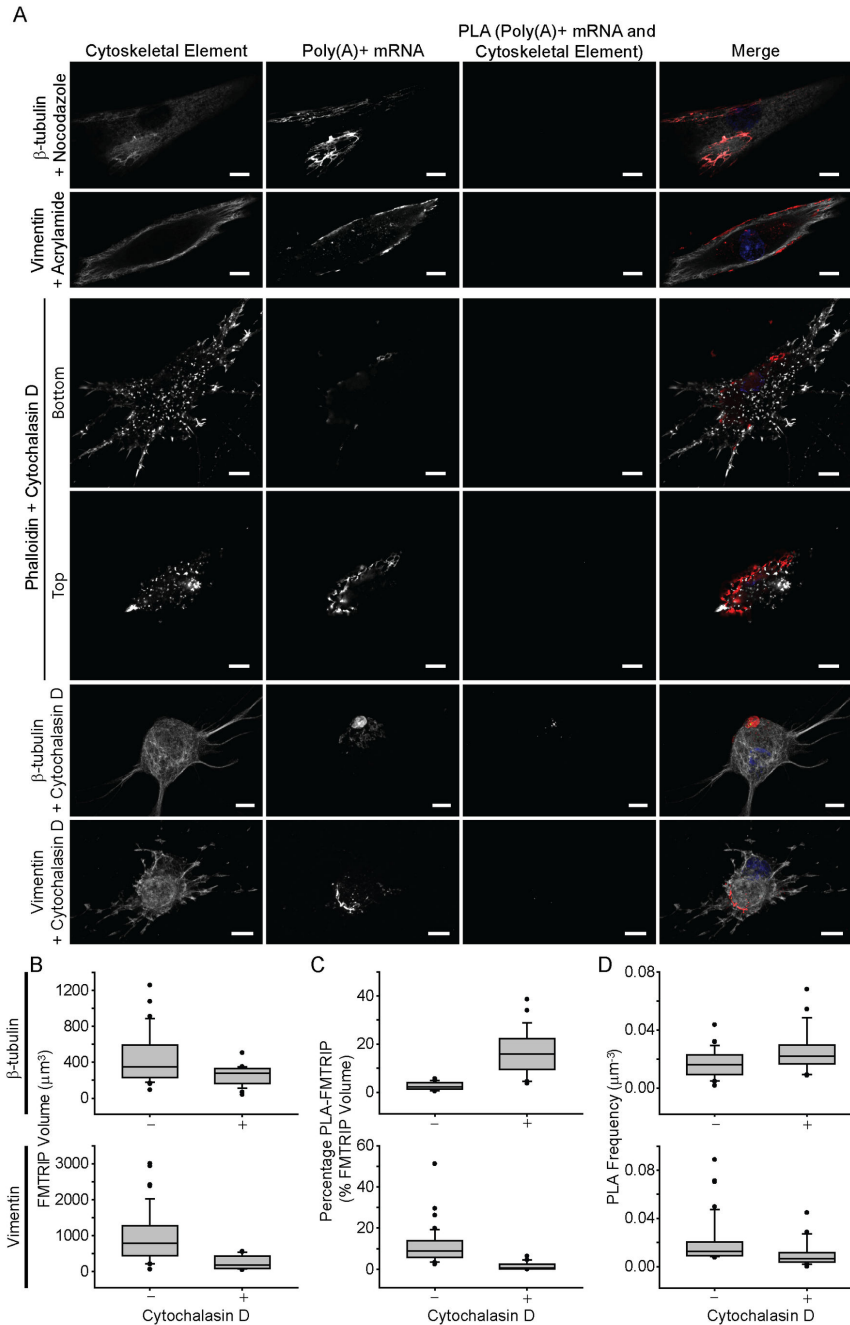 A
Cytoskeletal Element
Poly(A)+ mRNA
PLA (Poly(A)+ mRNA and
Cytoskeletal Element)
Merge
β-tubulin
+ Nocodazole
Vimentin
+ Acrylamide
Phalloidin + Cytochalasin D
Bottom
Top
β-tubulin
+ Cytochalasin D
Vimentin
+ Cytochalasin D
B
β-tubulin
Vimentin
FMTRIP Volume (μm³)
1200
800
400
0
− +
3000
2000
1000
0
− +
Cytochalasin D
C
Percentage PLA-FMTRIP
(% FMTRIP Volume)
40
20
0
− +
60
40
20
10
0
− +
Cytochalasin D
D
PLA Frequency (μm⁻³)
0.08
0.04
0.00
− +
0.08
0.04
0.00
− +
Cytochalasin D